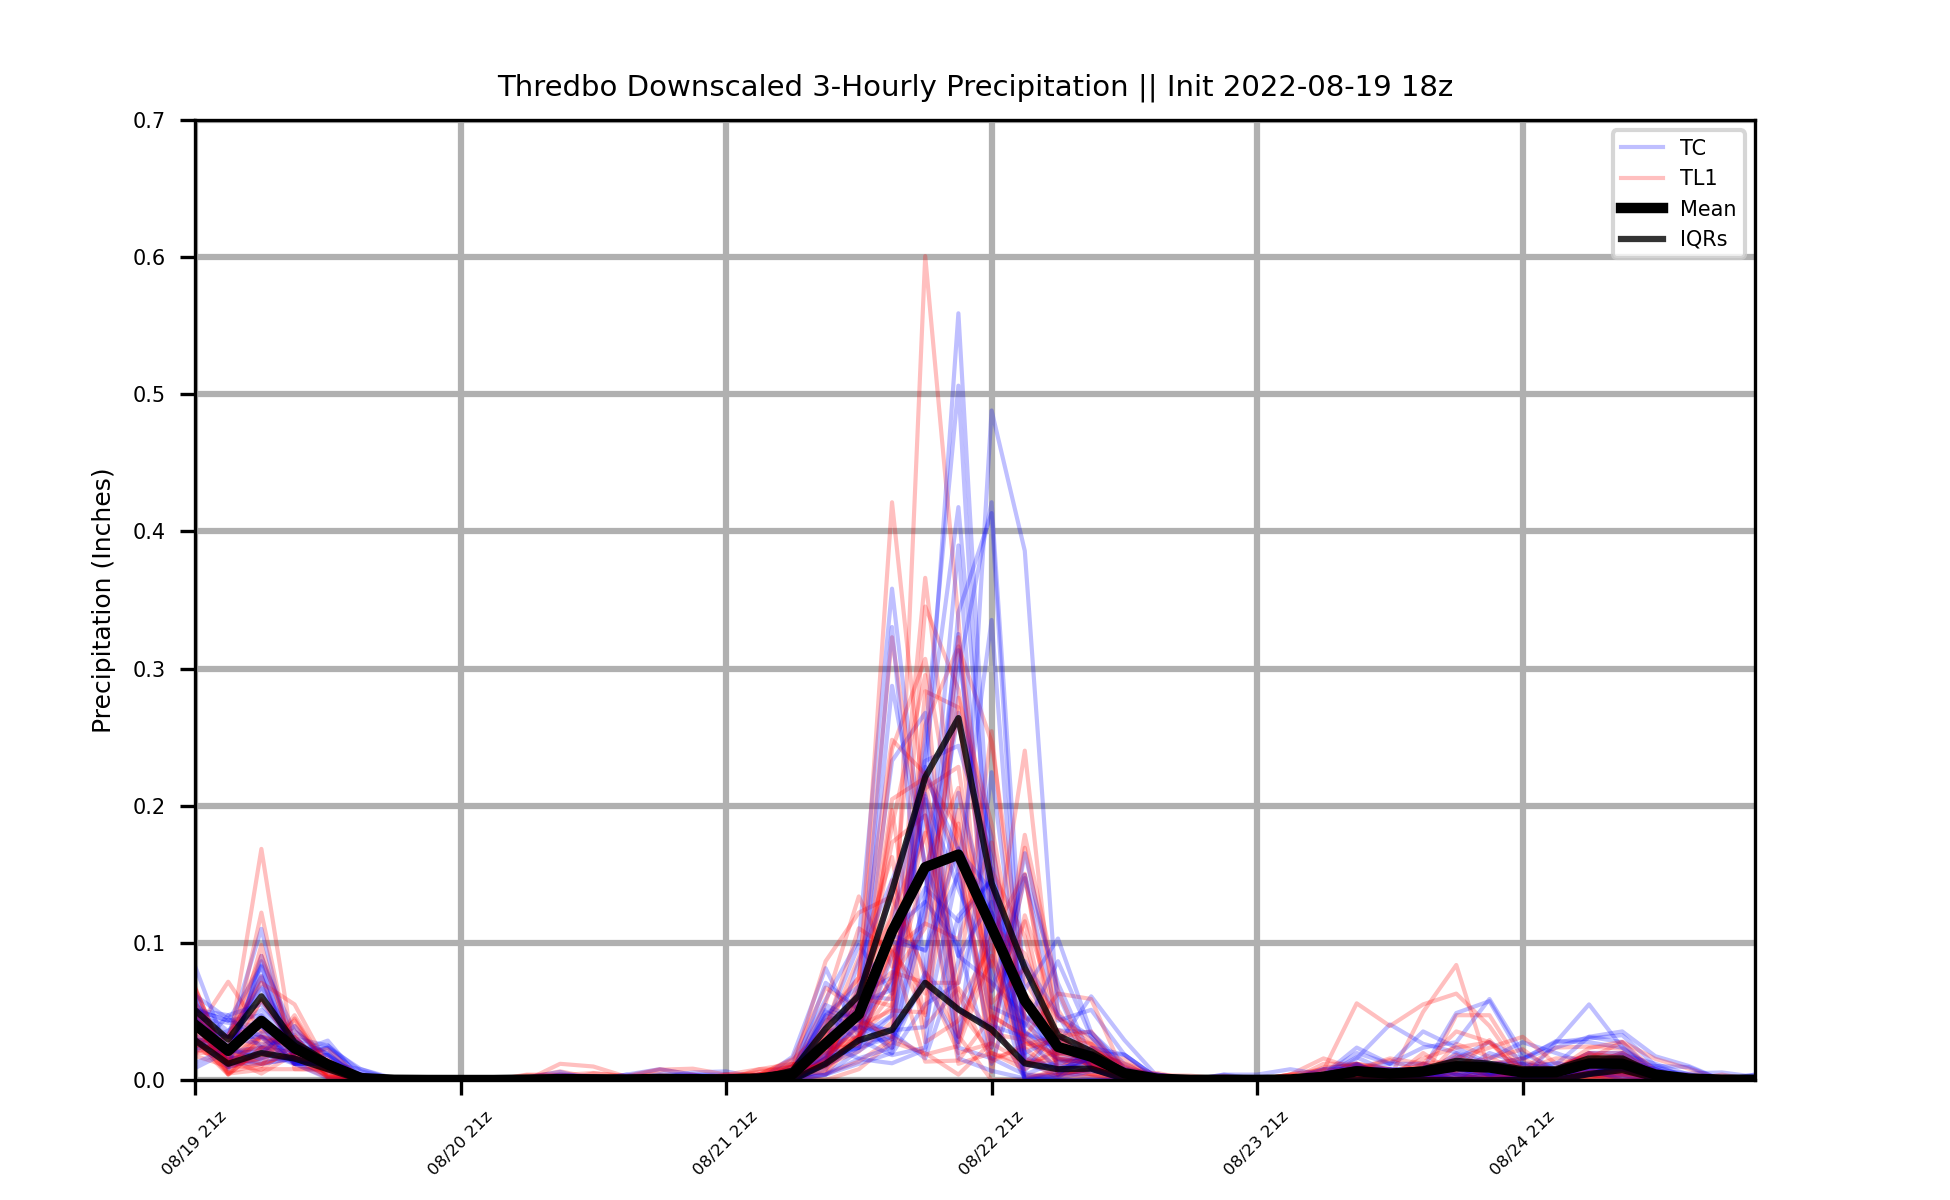 Thredbo Downscaled 3-Hourly Precipitation || Init 2022-08-19 18z
0.7
0.6
0.5
0.4
0.3
0.2
0.1
0.0
Precipitation (Inches)
TC
TL1
Mean
IQRs
08/19 21z
08/20 21z
08/21 21z
08/22 21z
08/23 21z
08/24 21z